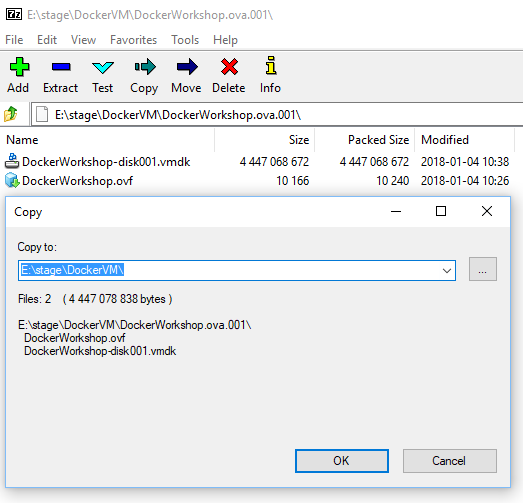 7z E:\stage\DockerVM\DockerWorkshop.ova.001\
File Edit View Favorites Tools Help
Add Extract Test Copy Move Delete Info
E:\stage\DockerVM\DockerWorkshop.ova.001\
Name Size Packed Size Modified
DockerWorkshop-disk001.vmdk 4 447 068 672 4 447 068 672 2018-01-04 10:38
DockerWorkshop.ovf 10 166 10 240 2018-01-04 10:26
Copy
Copy to:
E:\stage\DockerVM\
...
Files: 2 ( 4 447 078 838 bytes )
E:\stage\DockerVM\DockerWorkshop.ova.001\
DockerWorkshop.ovf
DockerWorkshop-disk001.vmdk
OK Cancel